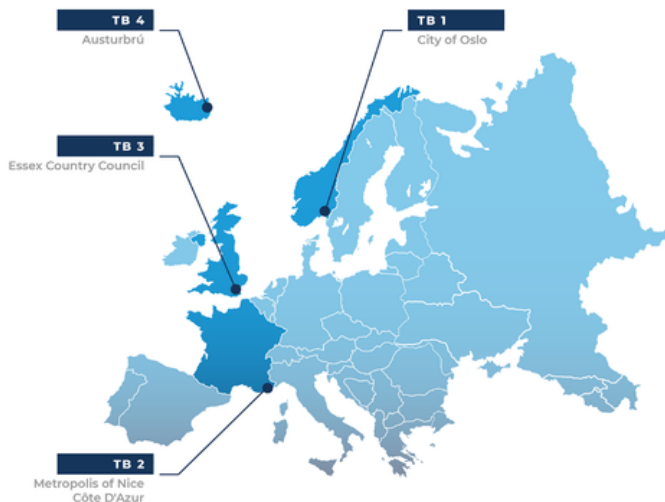 TB 4
Austurbrú
TB 1
City of Oslo
TB 3
Essex Country Council
TB 2
Metropolis of Nice
Côte D'Azur